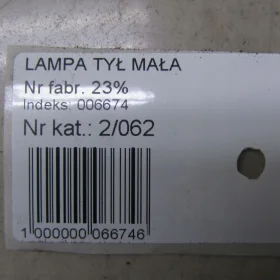 LAMPA TYŁ MAŁA
Nr fabr. 23%
Indeks: 006674
Nr kat.: 2/062
1 000000 066746